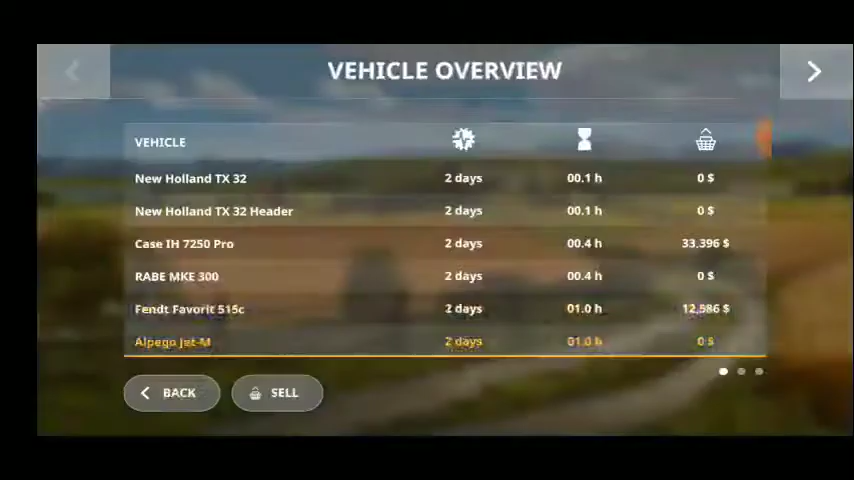 VEHICLE OVERVIEW
VEHICLE
New Holland TX 32 2 days 00.1 h 0 $
New Holland TX 32 Header 2 days 00.1 h 0 $
Case IH 7250 Pro 2 days 00.4 h 33,396 $
RABE MKE 300 2 days 00.4 h 0 $
Fendt Favorit 515c 2 days 01.0 h 12,586 $
Alpego Jet-M 2 days 01.0 h 0 $
BACK SELL